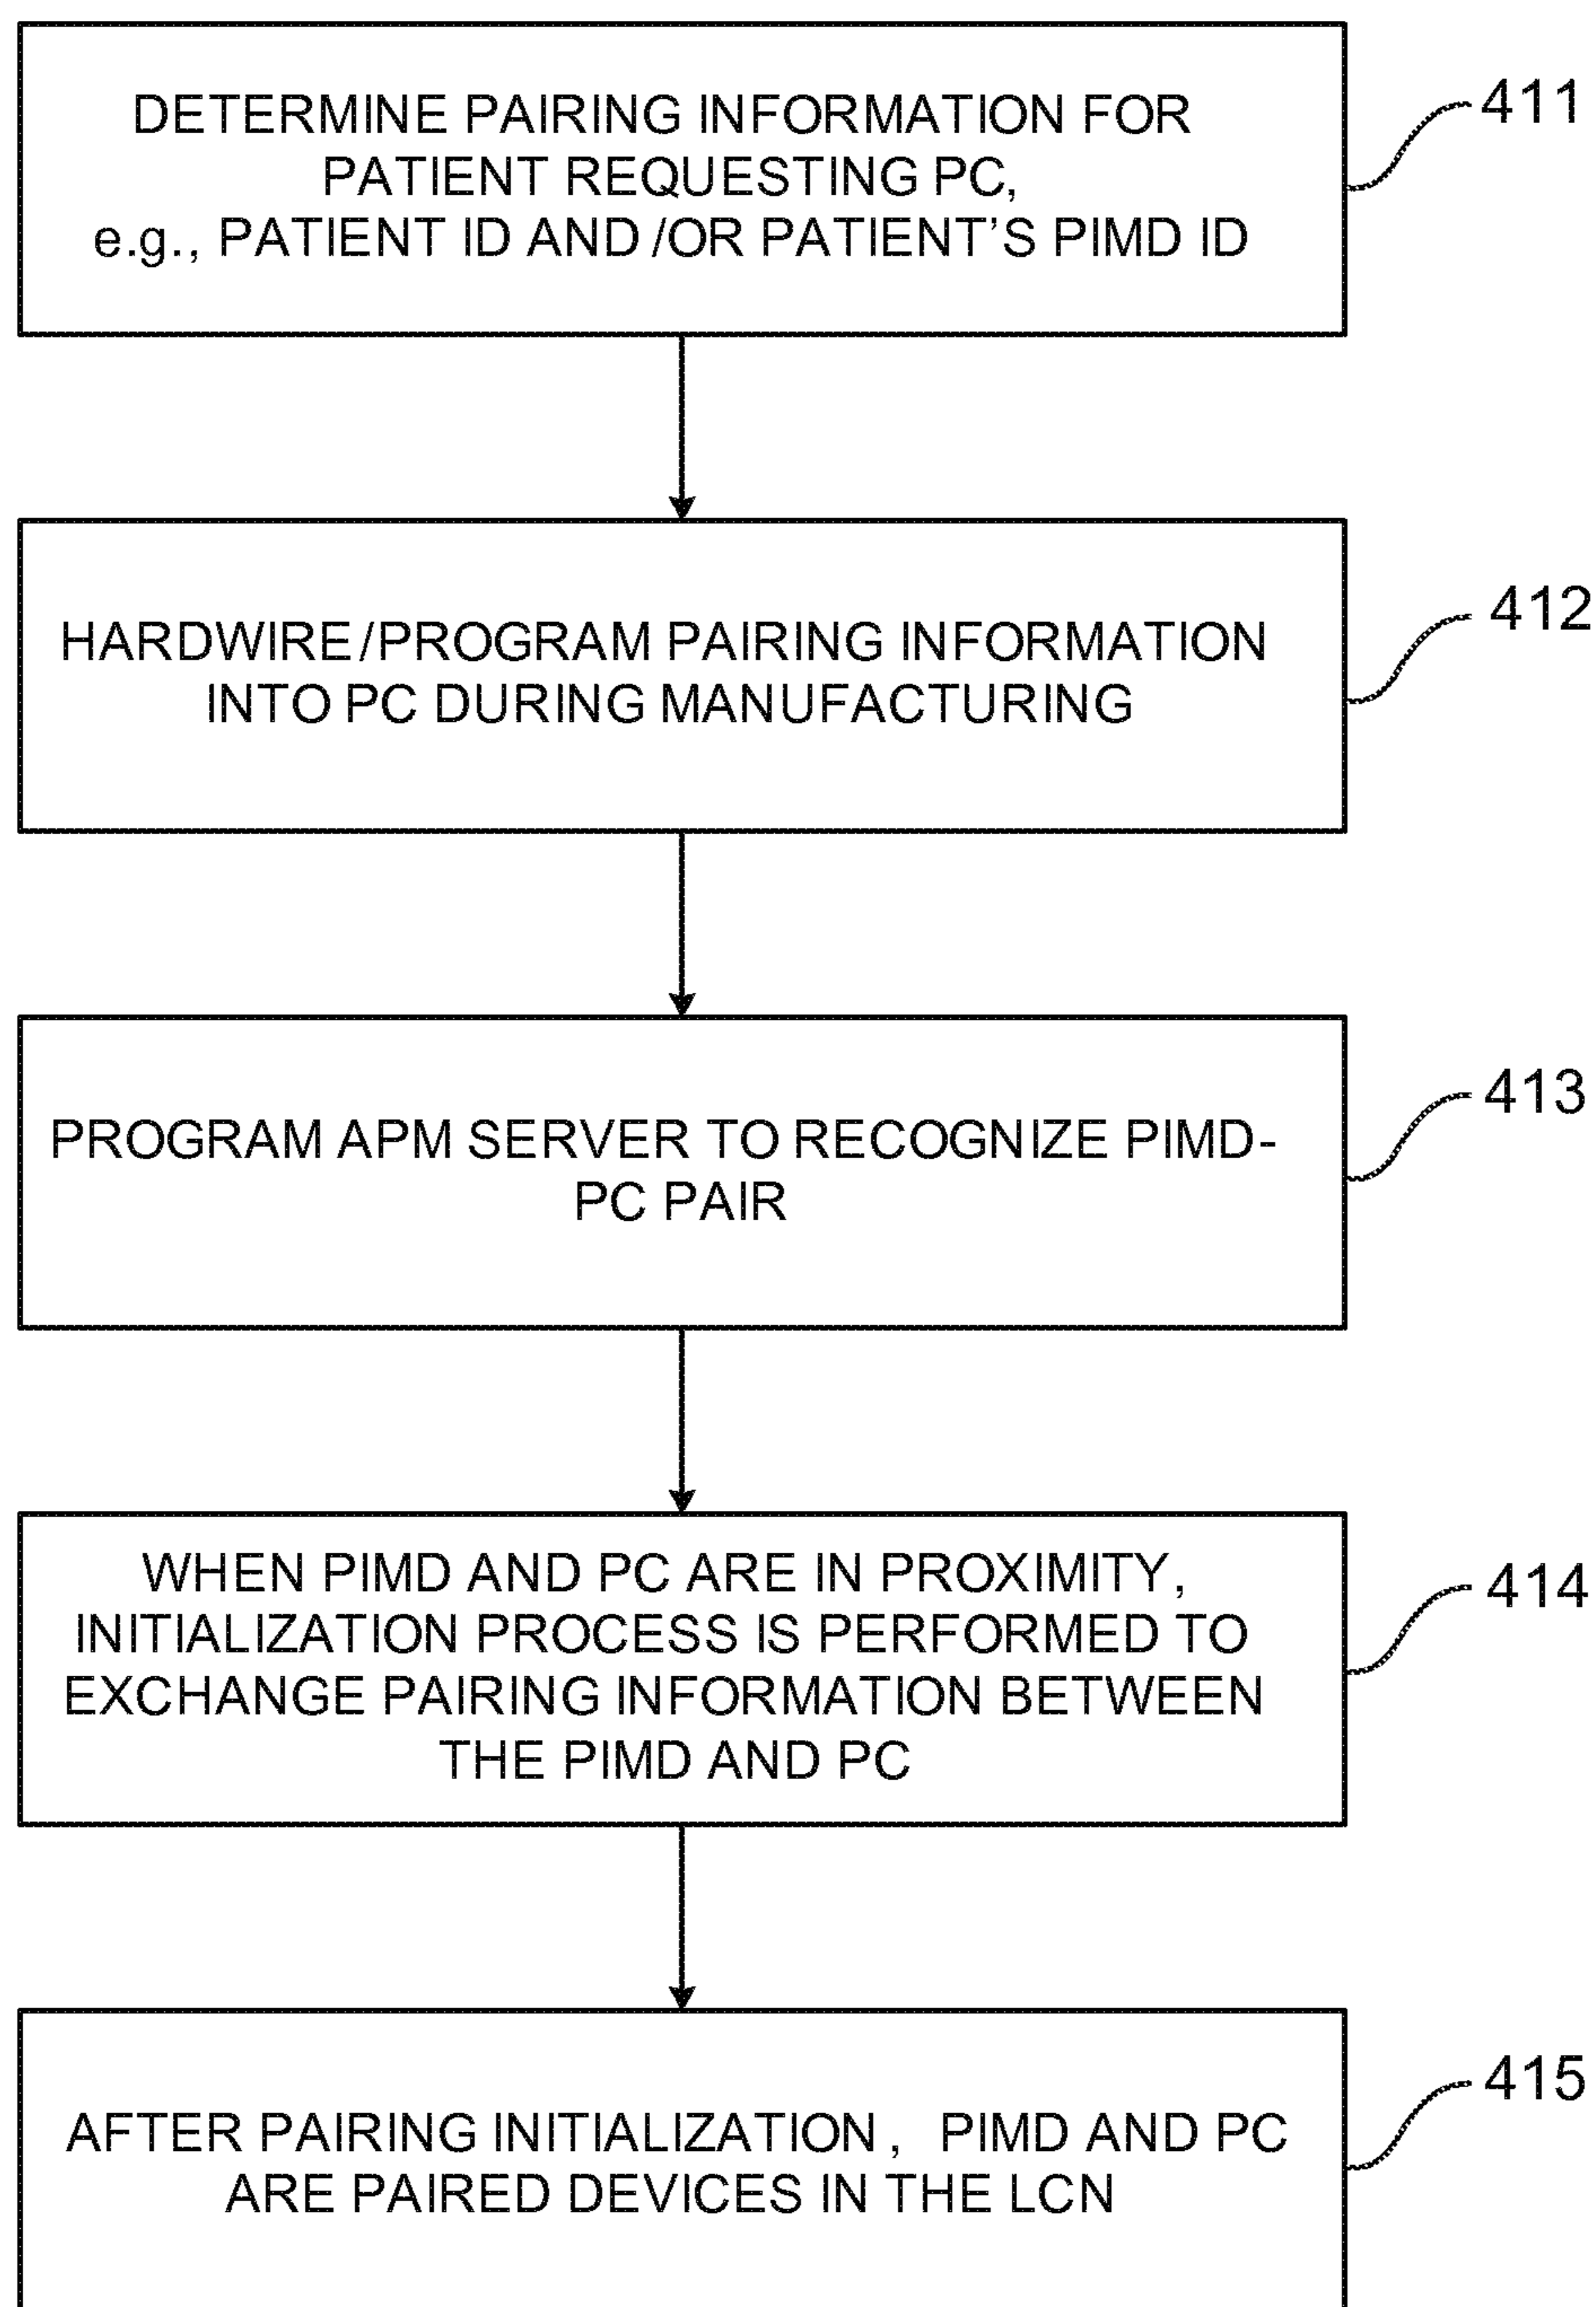 DETERMINE PAIRING INFORMATION FOR
PATIENT REQUESTING PC,
e.g., PATIENT ID AND /OR PATIENT'S PIMD ID
411
HARDWIRE/PROGRAM PAIRING INFORMATION
INTO PC DURING MANUFACTURING
412
PROGRAM APM SERVER TO RECOGNIZE PIMD-
PC PAIR
413
WHEN PIMD AND PC ARE IN PROXIMITY,
INITIALIZATION PROCESS IS PERFORMED TO
EXCHANGE PAIRING INFORMATION BETWEEN
THE PIMD AND PC
414
AFTER PAIRING INITIALIZATION , PIMD AND PC
ARE PAIRED DEVICES IN THE LCN
415